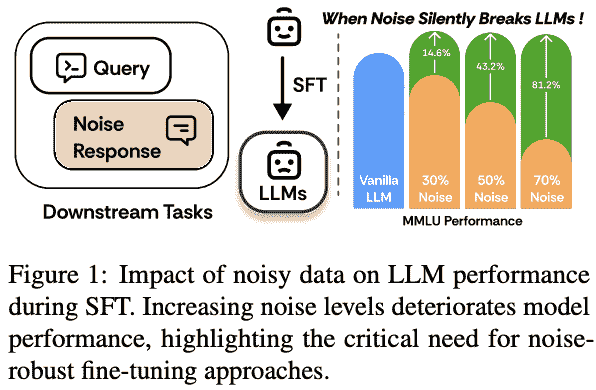 Query
Noise
Response
Downstream Tasks
SFT
LLMs
When Noise Silently Breaks LLMs !
14.6%
43.2%
81.2%
Vanilla
LLM
30%
Noise
50%
Noise
70%
Noise
MMLU Performance
Figure 1: Impact of noisy data on LLM performance
during SFT. Increasing noise levels deteriorates model
performance, highlighting the critical need for noise-
robust fine-tuning approaches.